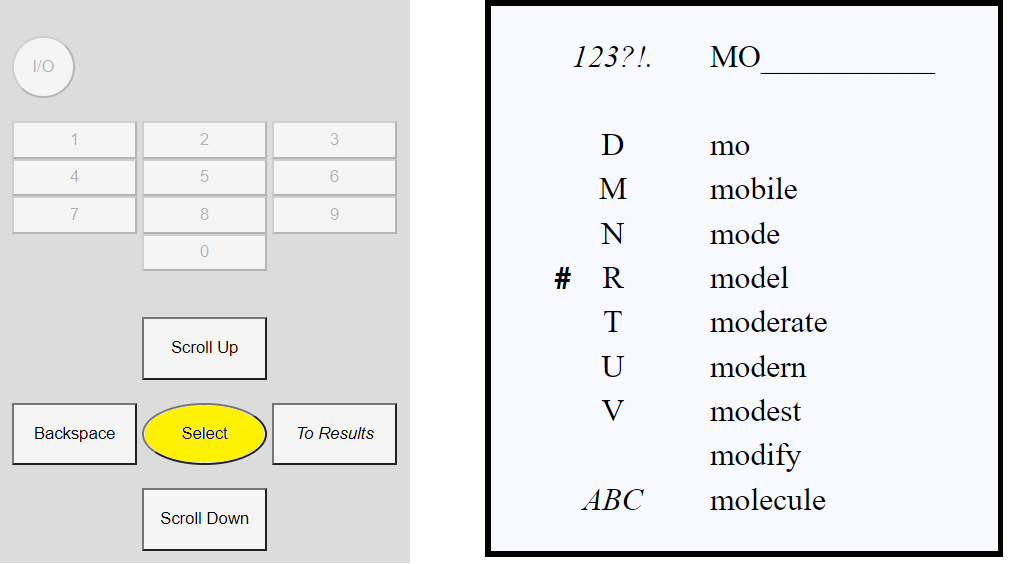 I/O
1 2 3
4 5 6
7 8 9
0
Scroll Up
Backspace Select To Results
Scroll Down
123?!. MO____________
D mo
M mobile
N mode
# R model
T moderate
U modern
V modest
modify
ABC molecule